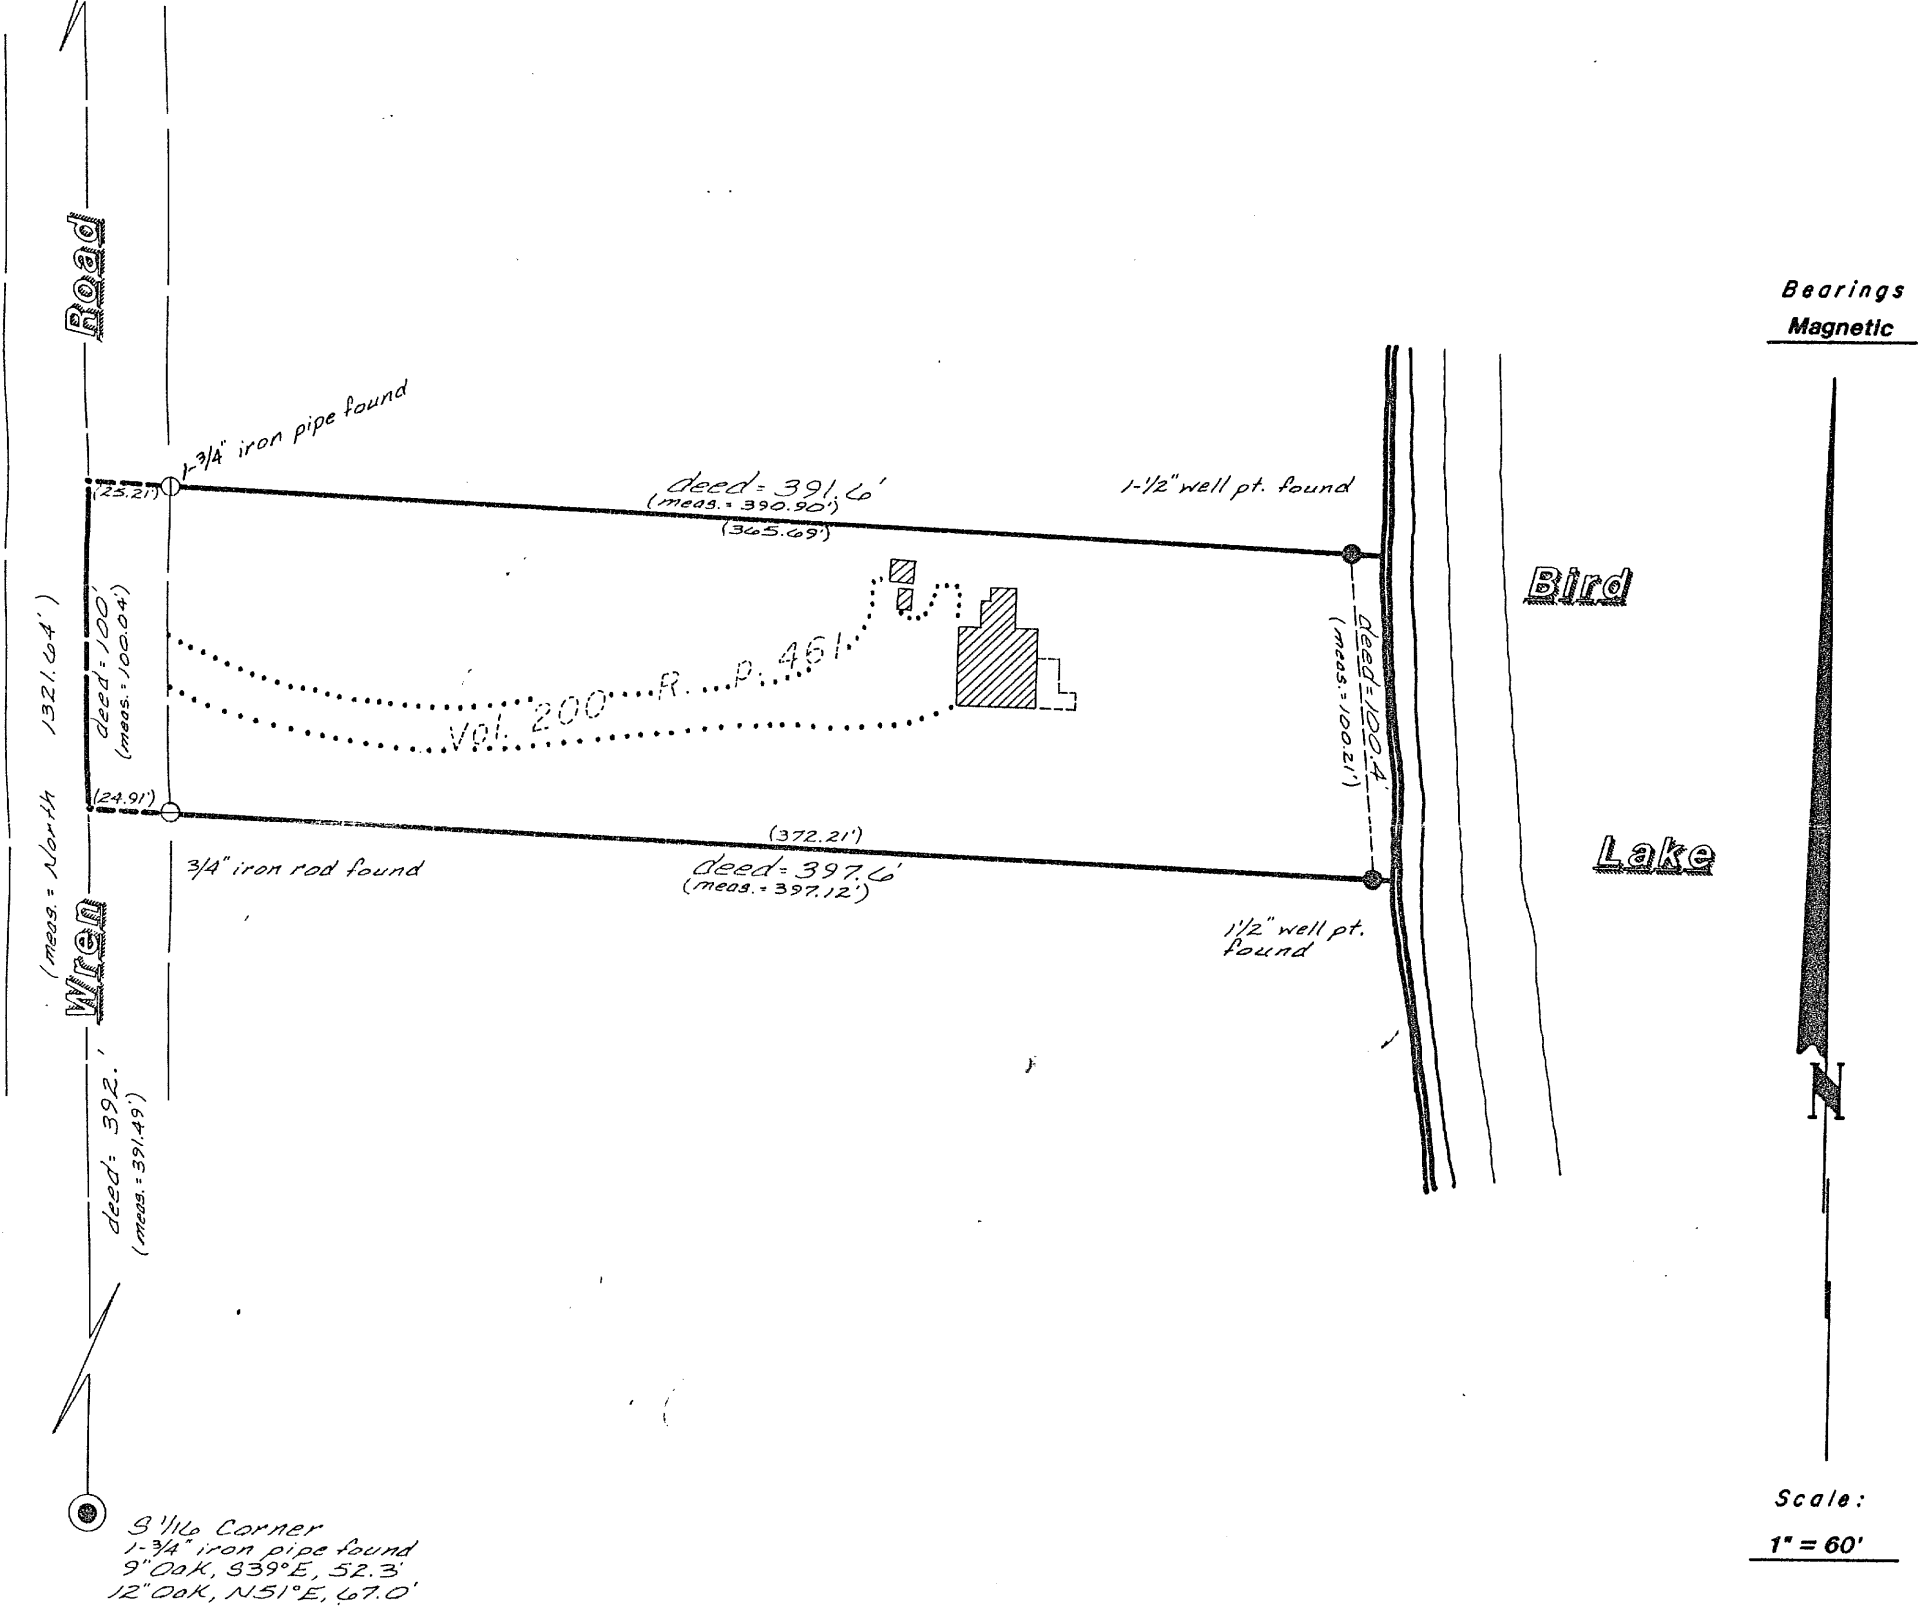 Road
Bearings
Magnetic
1-3/4" iron pipe found
(25.21')
deed = 391.6'
(meas. = 390.90')
(365.69')
1-1/2" well pt. found
Bird
(meas. = North 1321.64')
deed = 100'
(meas. = 100.04')
deed = 100.4'
(meas. = 100.21')
Vol. 200 R. p. 461
(24.91')
3/4" iron rod found
(372.21')
deed = 397.6'
(meas. = 397.12')
Lake
1 1/2" well pt.
found
Wren
deed = 392.'
(meas. = 391.49')
N
S 1/16 Corner
1-3/4" iron pipe found
9" Oak, S39°E, 52.3'
12" Oak, N51°E, 67.0'
Scale:
1" = 60'